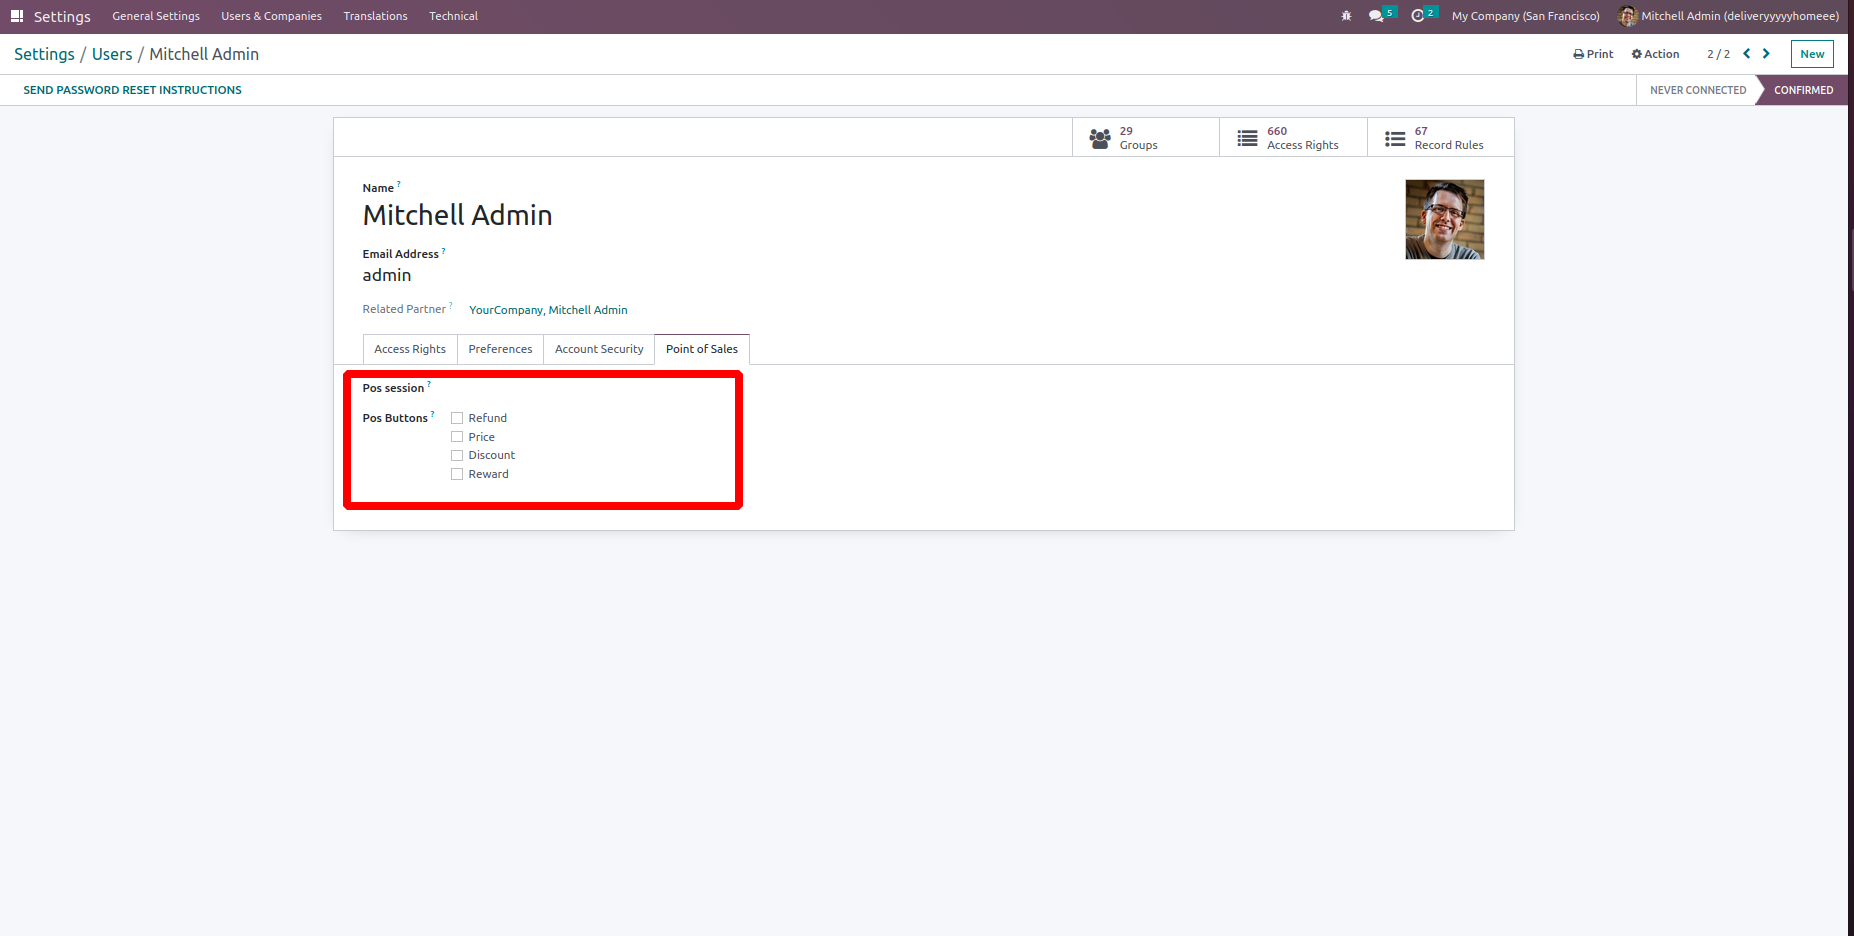 Settings General Settings Users & Companies Translations Technical 5 2 My Company (San Francisco) Mitchell Admin (deliveryyyyyhomeee)
Settings / Users / Mitchell Admin Print Action 2 / 2 New
SEND PASSWORD RESET INSTRUCTIONS NEVER CONNECTED CONFIRMED
29 Groups 660 Access Rights 67 Record Rules
Name ?
Mitchell Admin
Email Address ?
admin
Related Partner ? YourCompany, Mitchell Admin
Access Rights Preferences Account Security Point of Sales
Pos session ?
Pos Buttons ? Refund
Price
Discount
Reward